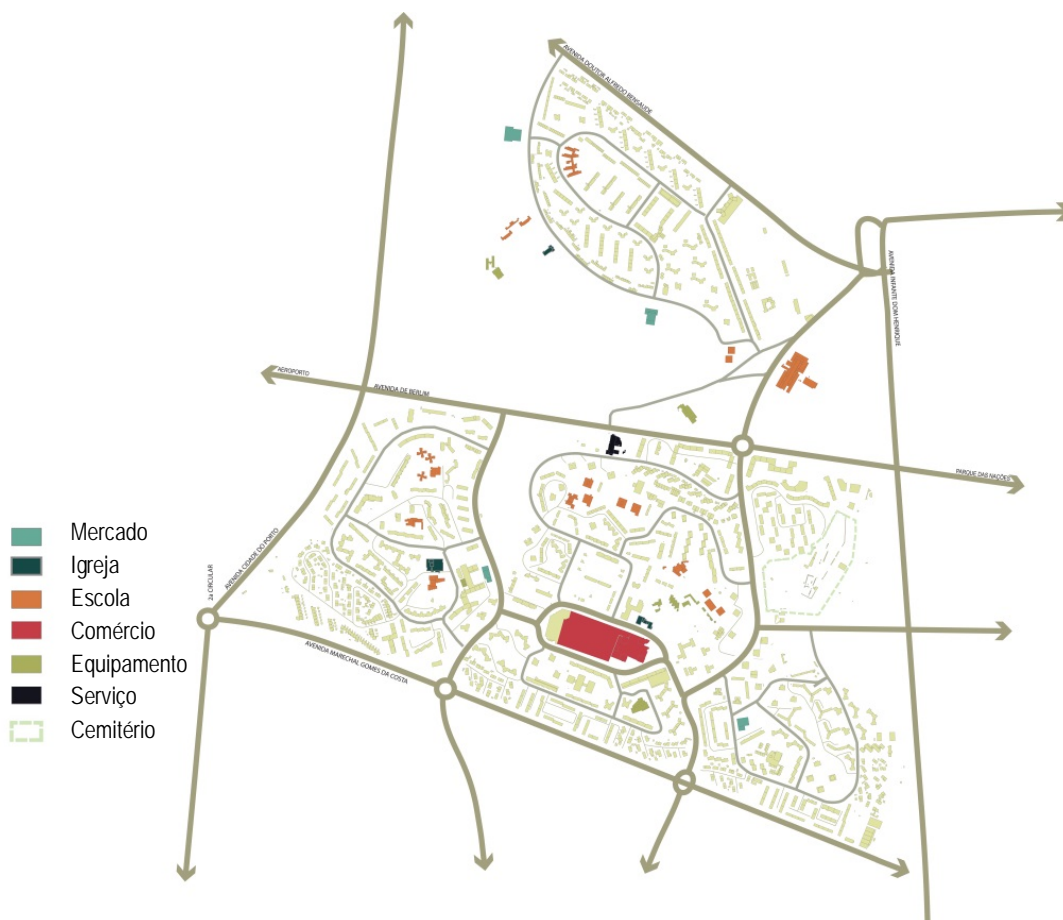 AVENIDA DOUTOR ALFREDO BENSAUDE
AVENIDA INFANTE DOM HENRIQUE
AEROPORTO
AVENIDA DE BERLIM
PARQUE DAS NAÇÕES
Mercado
Igreja
Escola
Comércio
Equipamento
Serviço
Cemitério
2a CIRCULAR
AVENIDA CIDADE DO PORTO
AVENIDA MARECHAL GOMES DA COSTA